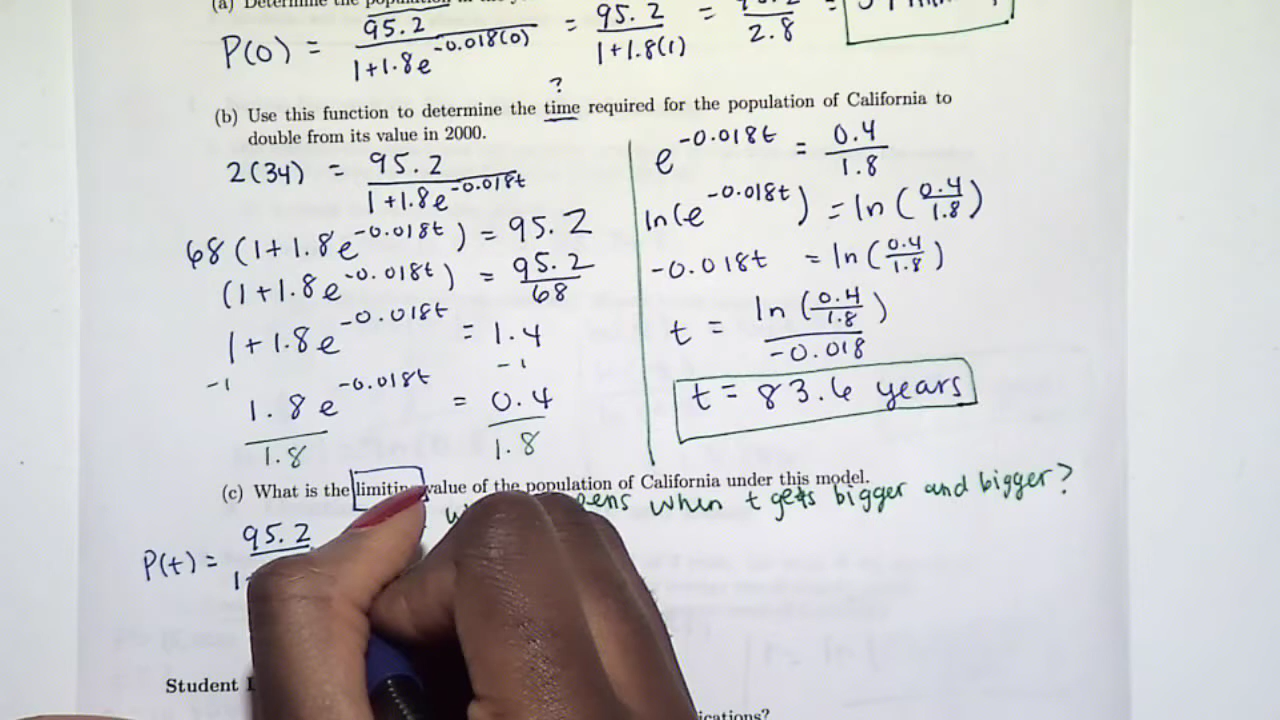 (a) Determine the
P(0) = 95.2 / 1+1.8e^-0.018(0) = 95.2 / 1+1.8(1) = / 2.8 =
?
(b) Use this function to determine the time required for the population of California to
double from its value in 2000.
2(34) = 95.2 / 1+1.8e^-0.018t
68(1+1.8e^-0.018t) = 95.2
(1+1.8e^-0.018t) = 95.2 / 68
1+1.8e^-0.018t = 1.4
-1 -1
1.8e^-0.018t = 0.4
1.8 1.8
e^-0.018t = 0.4 / 1.8
ln(e^-0.018t) = ln(0.4 / 1.8)
-0.018t = ln(0.4 / 1.8)
t = ln(0.4 / 1.8) / -0.018
t = 83.6 years
(c) What is the limiting value of the population of California under this model.
when t gets bigger and bigger?
P(t) = 95.2
Student